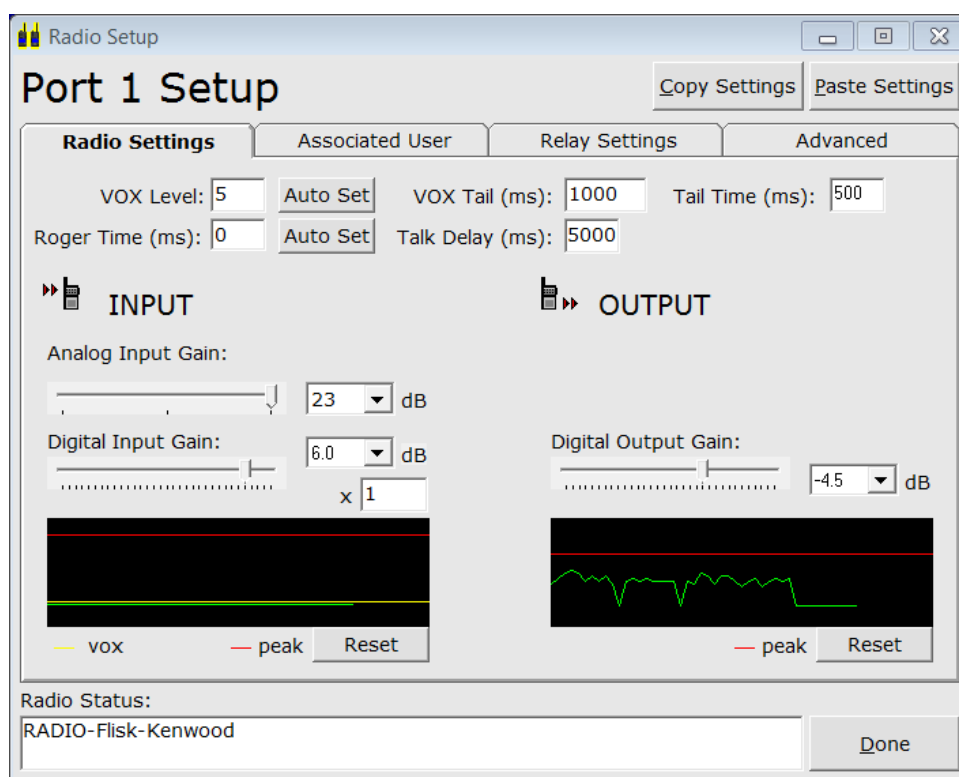 Radio Setup
Port 1 Setup
Copy Settings Paste Settings
Radio Settings Associated User Relay Settings Advanced
VOX Level: 5 Auto Set VOX Tail (ms): 1000 Tail Time (ms): 500
Roger Time (ms): 0 Auto Set Talk Delay (ms): 5000
INPUT OUTPUT
Analog Input Gain:
23 dB
Digital Input Gain: 6.0 dB Digital Output Gain:
x 1 -4.5 dB
vox peak Reset peak Reset
Radio Status:
RADIO-Flisk-Kenwood
Done